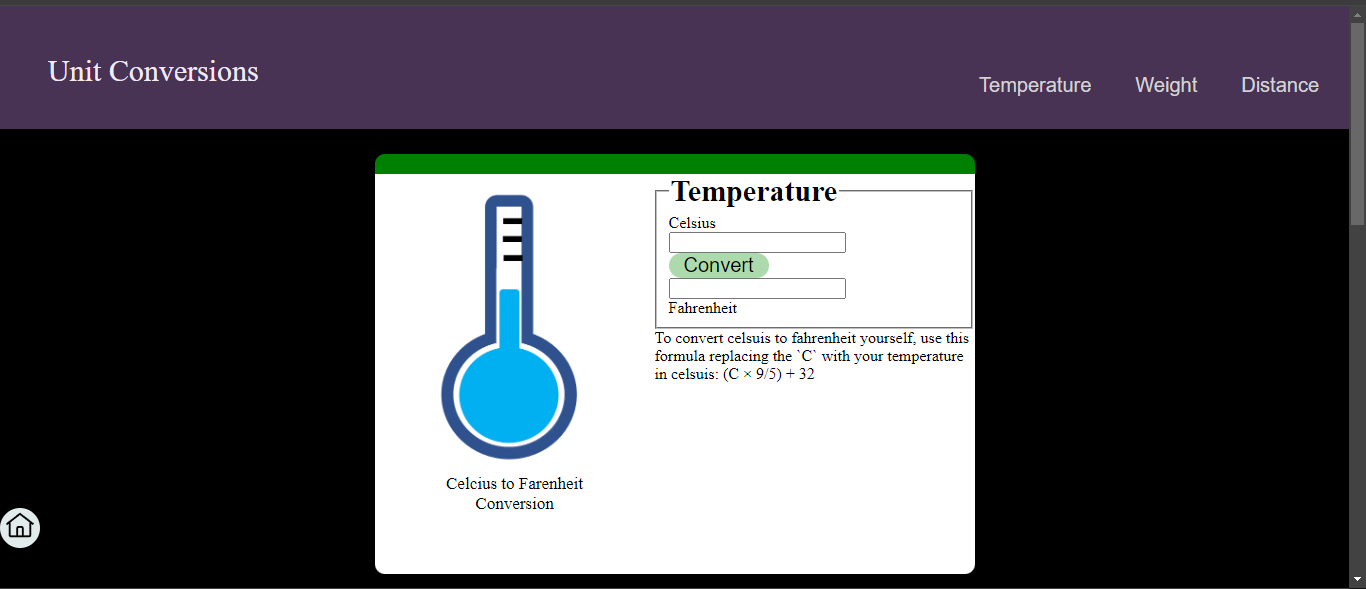 Unit Conversions
Temperature Weight Distance
Temperature
Celsius
Convert
Fahrenheit
To convert celsuis to fahrenheit yourself, use this
formula replacing the `C` with your temperature
in celsuis: (C × 9/5) + 32
Celcius to Farenheit
Conversion